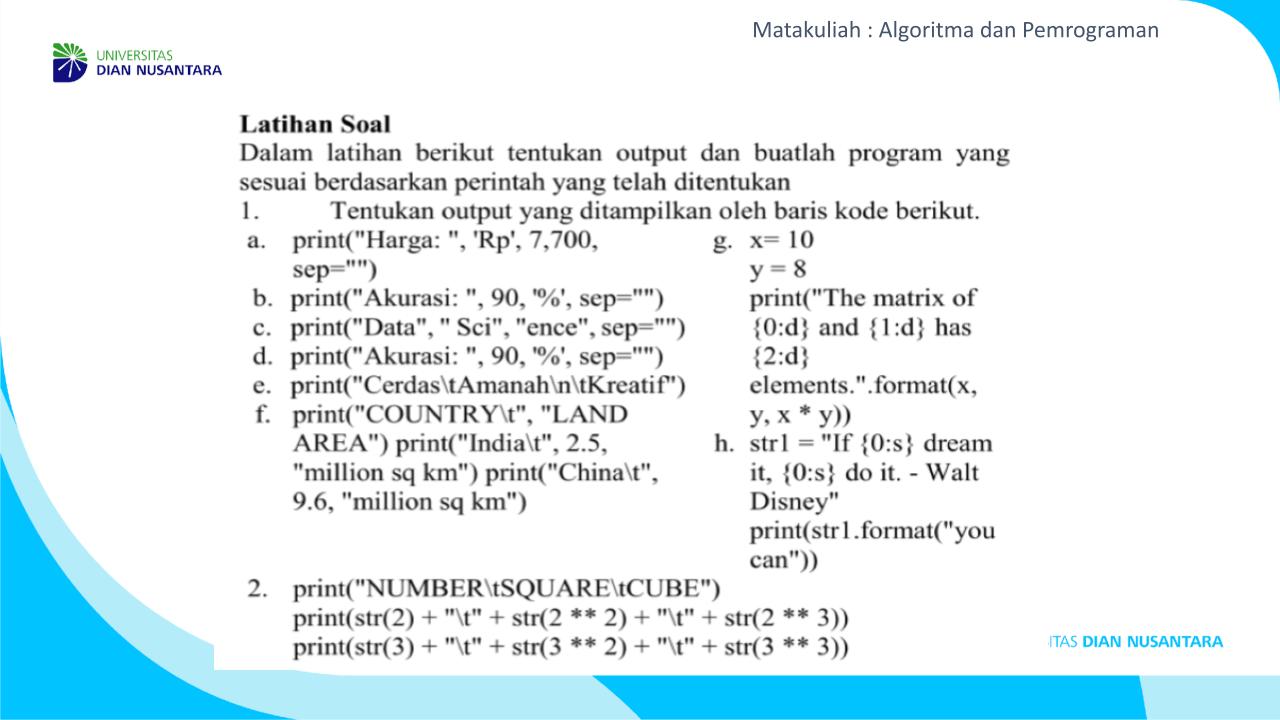 Matakuliah : Algoritma dan Pemrograman
UNIVERSITAS
DIAN NUSANTARA
Latihan Soal
Dalam latihan berikut tentukan output dan buatlah program yang
sesuai berdasarkan perintah yang telah ditentukan
1. Tentukan output yang ditampilkan oleh baris kode berikut.
a. print("Harga: ", 'Rp', 7,700,
sep="")
b. print("Akurasi: ", 90, '%', sep="")
c. print("Data", " Sci", "ence", sep="")
d. print("Akurasi: ", 90, '%', sep="")
e. print("Cerdas\tAmanah\n\tKreatif")
f. print("COUNTRY\t", "LAND
AREA") print("India\t", 2.5,
"million sq km") print("China\t",
9.6, "million sq km")
g. x= 10
y = 8
print("The matrix of
{0:d} and {1:d} has
{2:d}
elements.".format(x,
y, x * y))
h. str1 = "If {0:s} dream
it, {0:s} do it. - Walt
Disney"
print(str1.format("you
can"))
2. print("NUMBER\tSQUARE\tCUBE")
print(str(2) + "\t" + str(2 ** 2) + "\t" + str(2 ** 3))
print(str(3) + "\t" + str(3 ** 2) + "\t" + str(3 ** 3))
ITAS DIAN NUSANTARA